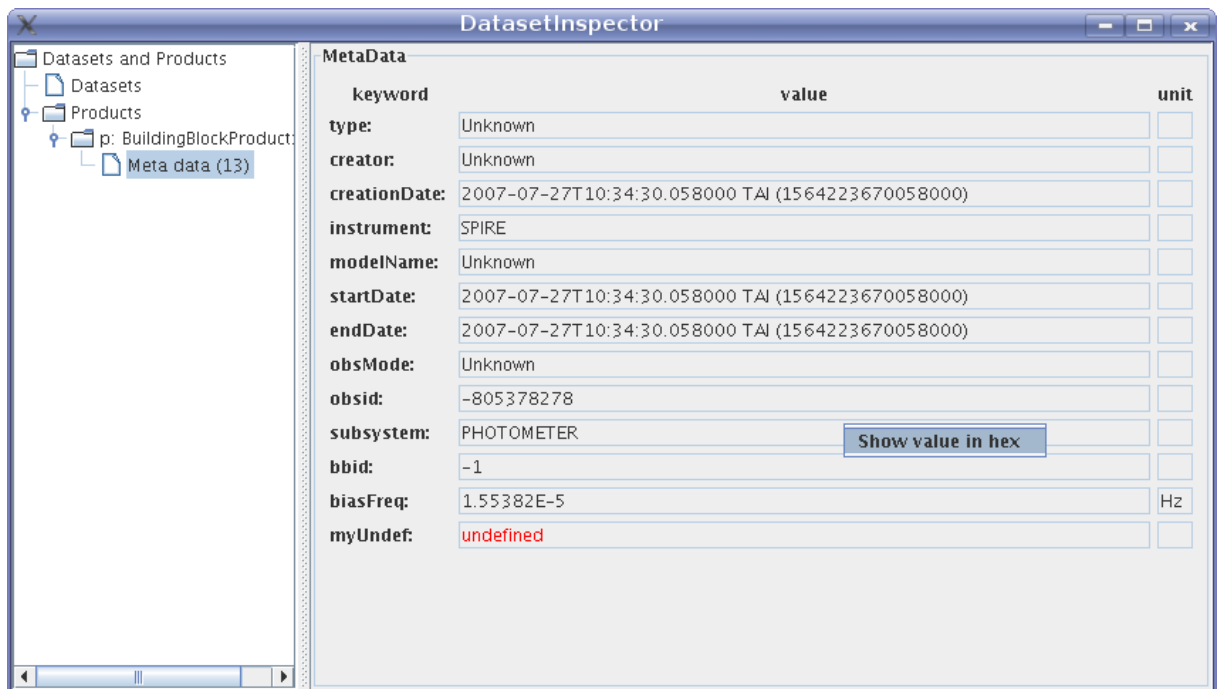 DatasetInspector
Datasets and Products
Datasets
Products
p: BuildingBlockProduct:
Meta data (13)
MetaData
keyword value unit
type: Unknown
creator: Unknown
creationDate: 2007-07-27T10:34:30.058000 TAI (1564223670058000)
instrument: SPIRE
modelName: Unknown
startDate: 2007-07-27T10:34:30.058000 TAI (1564223670058000)
endDate: 2007-07-27T10:34:30.058000 TAI (1564223670058000)
obsMode: Unknown
obsid: -805378278
subsystem: PHOTOMETER
Show value in hex
bbid: -1
biasFreq: 1.55382E-5 Hz
myUndef: undefined